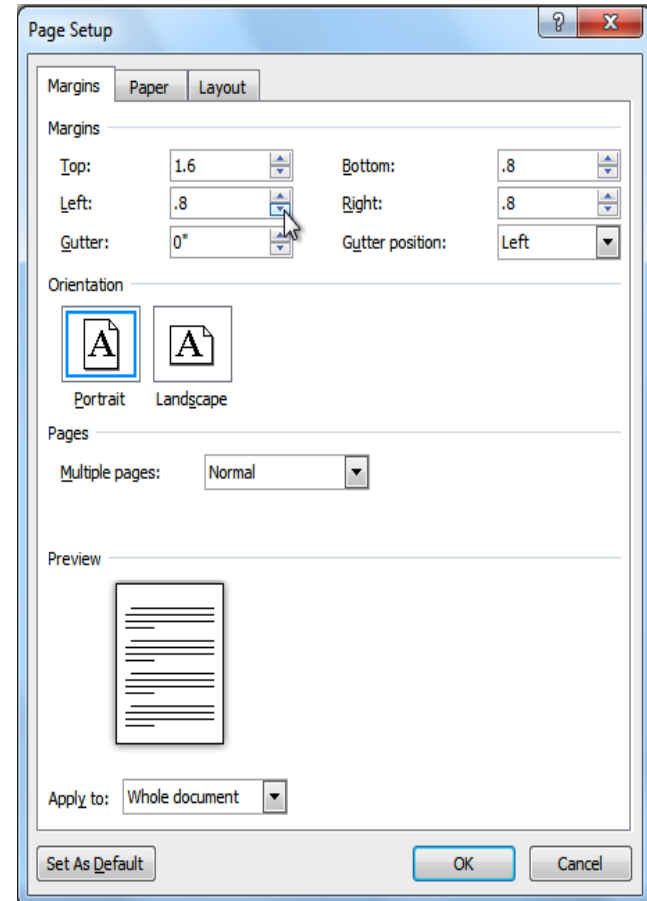 Page Setup
Margins Paper Layout
Margins
Top: 1.6 Bottom: .8
Left: .8 Right: .8
Gutter: 0" Gutter position: Left
Orientation
A A
Portrait Landscape
Pages
Multiple pages: Normal
Preview
Apply to: Whole document
Set As Default OK Cancel